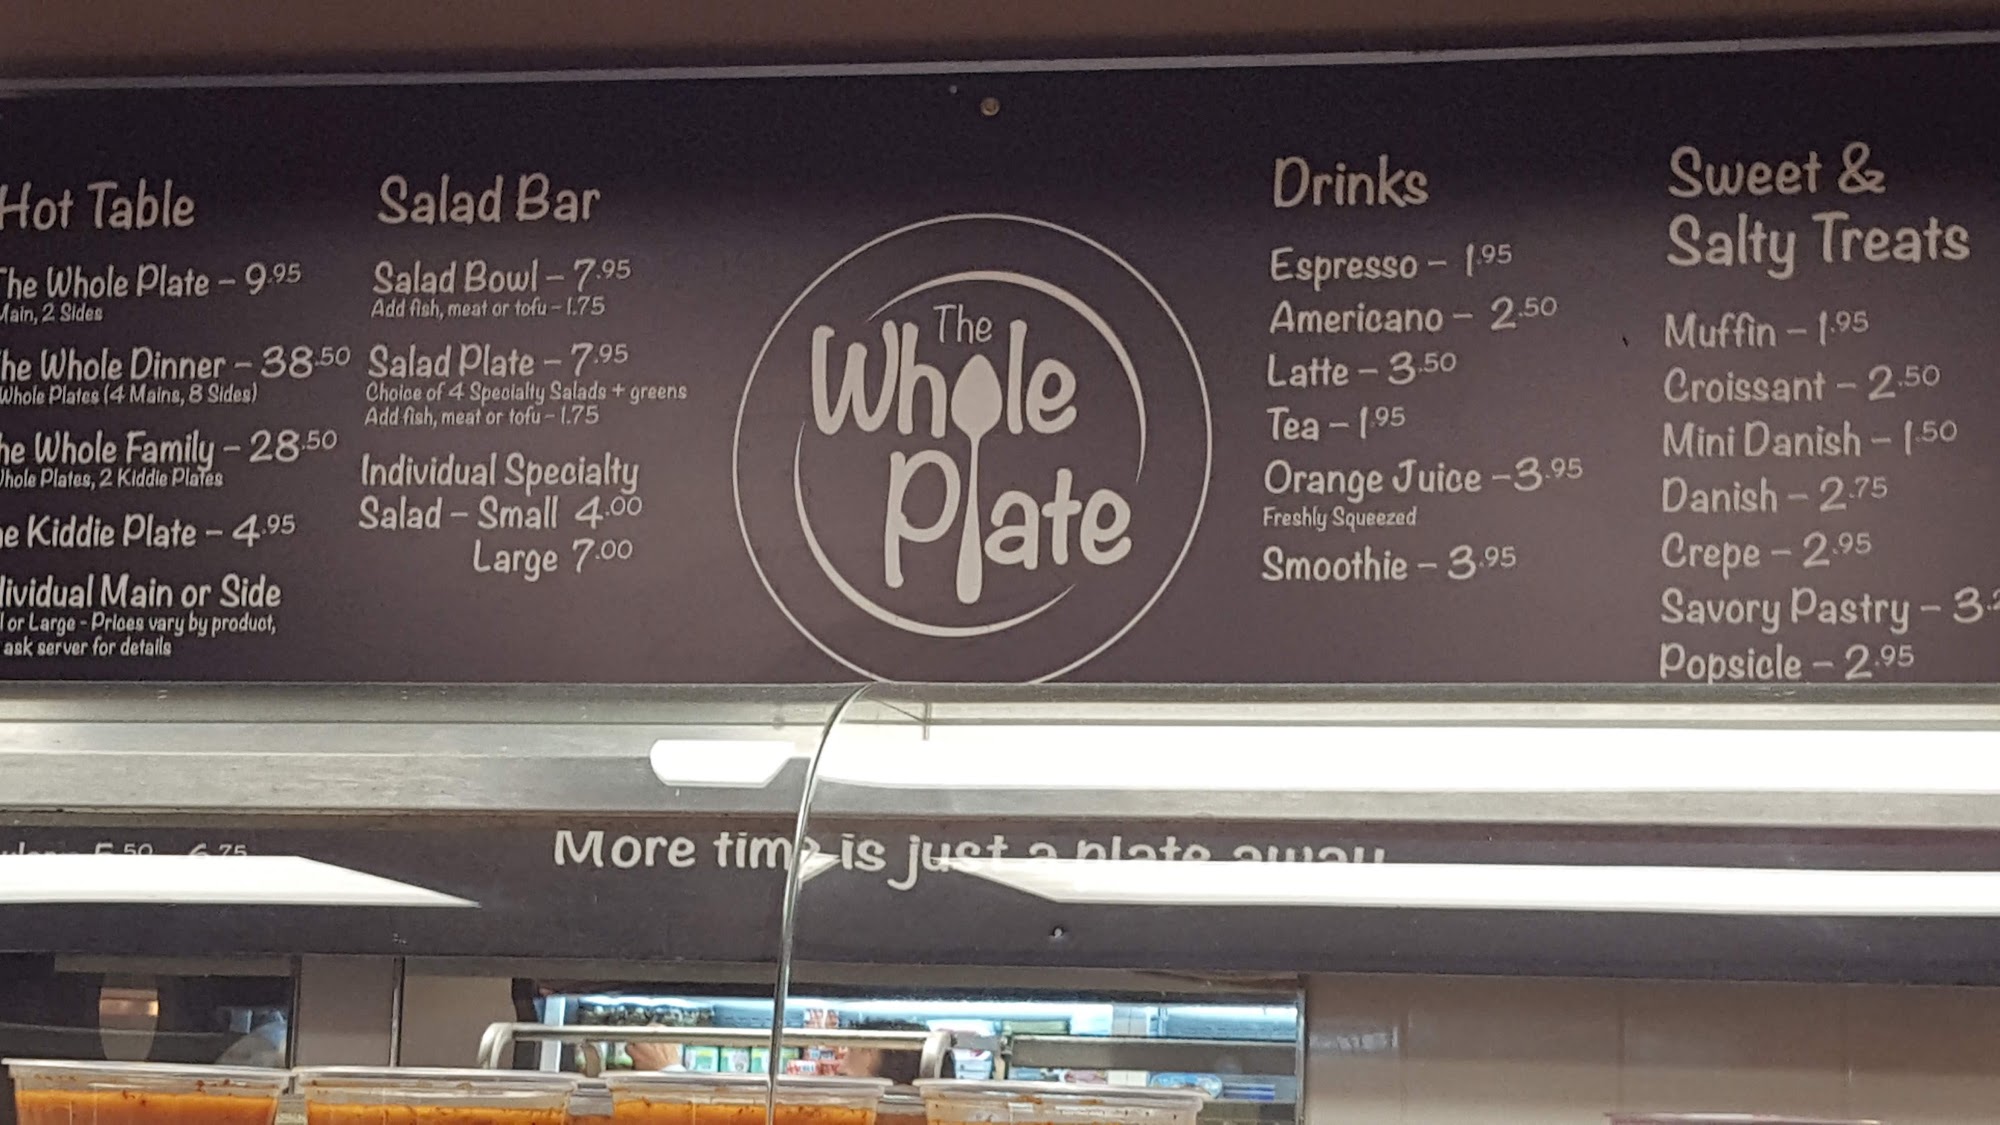 Hot Table
The Whole Plate – 9.95
Main, 2 Sides
he Whole Dinner – 38.50
Whole Plates (4 Mains, 8 Sides)
he Whole Family – 28.50
Whole Plates, 2 Kiddie Plates
e Kiddie Plate – 4.95
dividual Main or Side
l or Large - Prices vary by product,
ask server for details
Salad Bar
Salad Bowl – 7.95
Add fish, meat or tofu – 1.75
Salad Plate – 7.95
Choice of 4 Specialty Salads + greens
Add fish, meat or tofu – 1.75
Individual Specialty
Salad – Small 4.00
Large 7.00
The
Whole
Plate
Drinks
Espresso – 1.95
Americano – 2.50
Latte – 3.50
Tea – 1.95
Orange Juice – 3.95
Freshly Squeezed
Smoothie – 3.95
Sweet &
Salty Treats
Muffin – 1.95
Croissant – 2.50
Mini Danish – 1.50
Danish – 2.75
Crepe – 2.95
Savory Pastry – 3.2
Popsicle – 2.95
More time is just a plate away
5.50 6.75